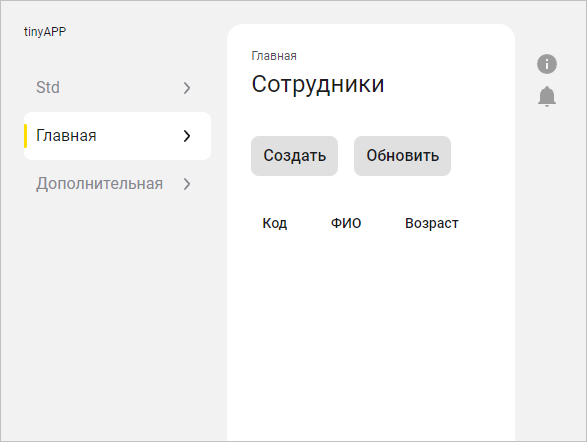 tinyAPP
Std
Главная
Дополнительная
Главная
Сотрудники
Создать Обновить
Код ФИО Возраст